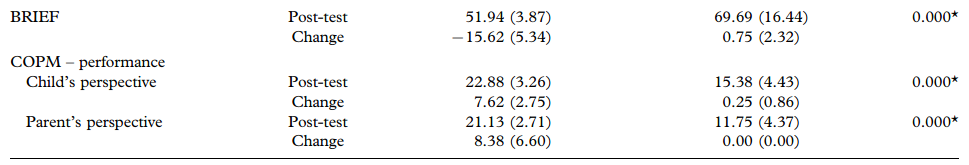 BRIEF Post-test 51.94 (3.87) 69.69 (16.44) 0.000*
Change −15.62 (5.34) 0.75 (2.32)
COPM – performance
Child's perspective Post-test 22.88 (3.26) 15.38 (4.43) 0.000*
Change 7.62 (2.75) 0.25 (0.86)
Parent's perspective Post-test 21.13 (2.71) 11.75 (4.37) 0.000*
Change 8.38 (6.60) 0.00 (0.00)